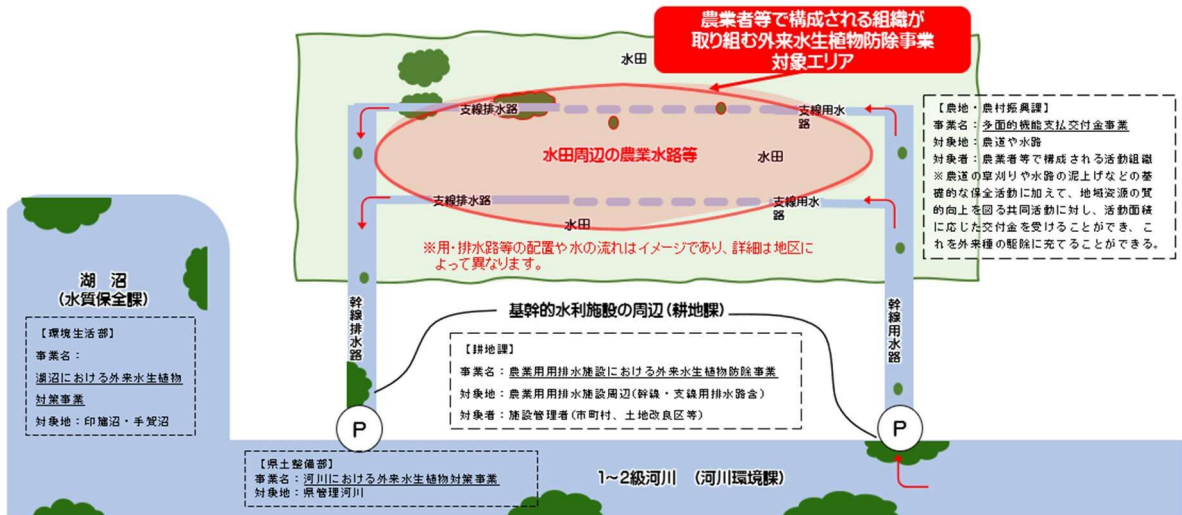 農業者等で構成される組織が
取り組む外来水生植物防除事業
対象エリア
水田
支線排水路
支線用水
路
水田周辺の農業水路等
水田
支線排水路
支線用水
路
水田
※用・排水路等の配置や水の流れはイメージであり、詳細は地区に
よって異なります。
【農地・農村振興課】
事業名：多面的機能支払交付金事業
対象地：農道や水路
対象者：農業者等で構成される活動組織
※農道の草刈りや水路の泥上げなどの基
礎的な保全活動に加えて、地域資源の質
的向上を図る共同活動に対し、活動面積
に応じた交付金を受けることができ、こ
れを外来種の駆除に充てることができる。
湖 沼
(水質保全課)
【環境生活部】
事業名：
湖沼における外来水生植物
対策事業
対象地：印旛沼・手賀沼
幹線排水路
基幹的水利施設の周辺(耕地課)
幹線用水路
【耕地課】
事業名：農業用用排水施設における外来水生植物防除事業
対象地：農業用用排水施設周辺(幹線・支線用排水路含)
対象者：施設管理者(市町村、土地改良区等)
P
P
【県土整備部】
事業名：河川における外来水生植物対策事業
対象地：県管理河川
1～2級河川 (河川環境課)